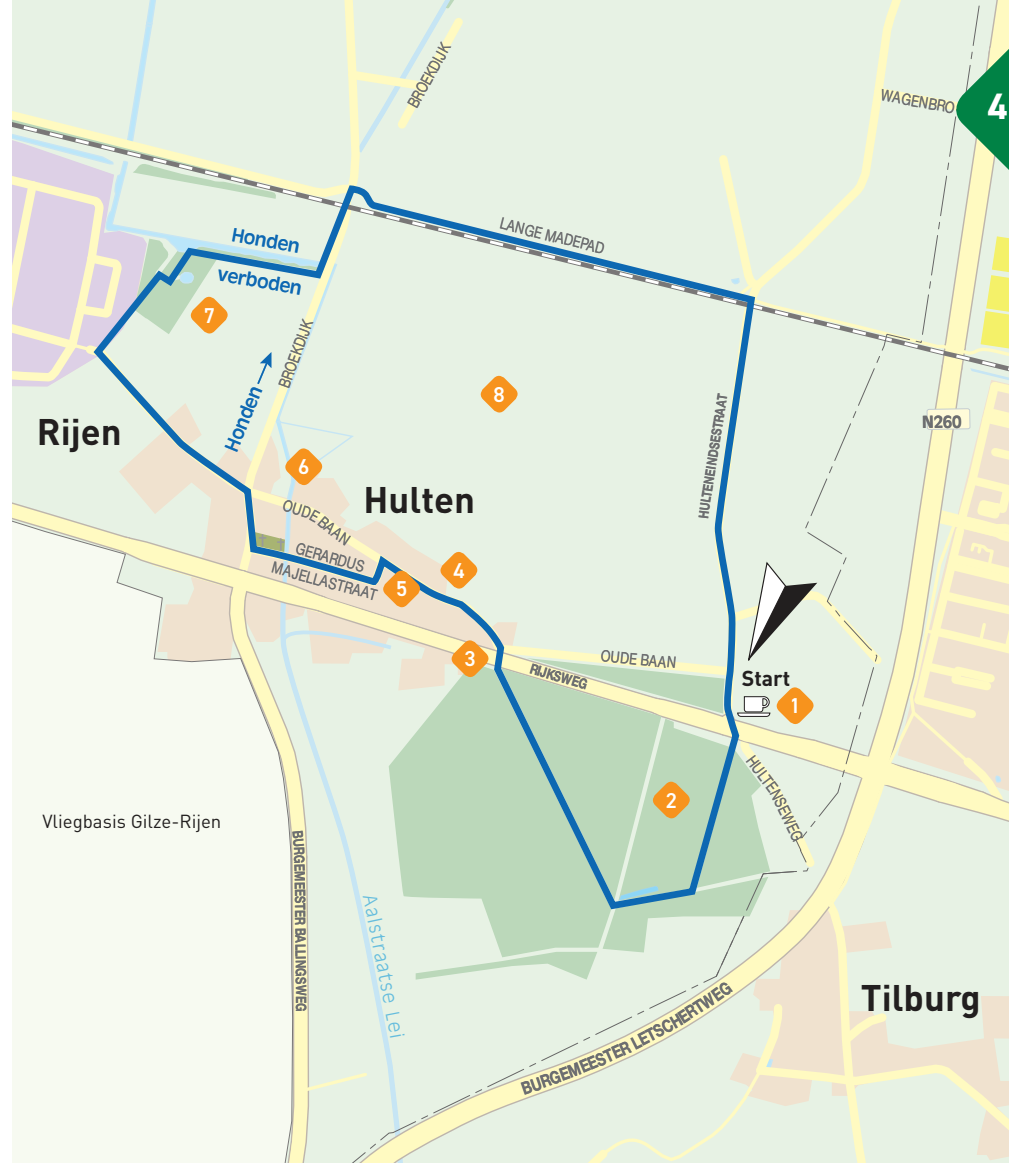 BROEKDIJK
WAGENBRO
4
LANGE MADEPAD
Honden
verboden
7
BROEKDIJK
Honden
8
HULTENEINDSESTRAAT
N260
Rijen
6
Hulten
OUDE BAAN
GERARDUS
MAJELLASTRAAT
5
4
3
OUDE BAAN
RIJKSWEG
Start
1
2
HULTENSEWEG
Vliegbasis Gilze-Rijen
BURGEMEESTER BALLINGSWEG
Aalstraatse Lei
Tilburg
BURGEMEESTER LETSCHERTWEG